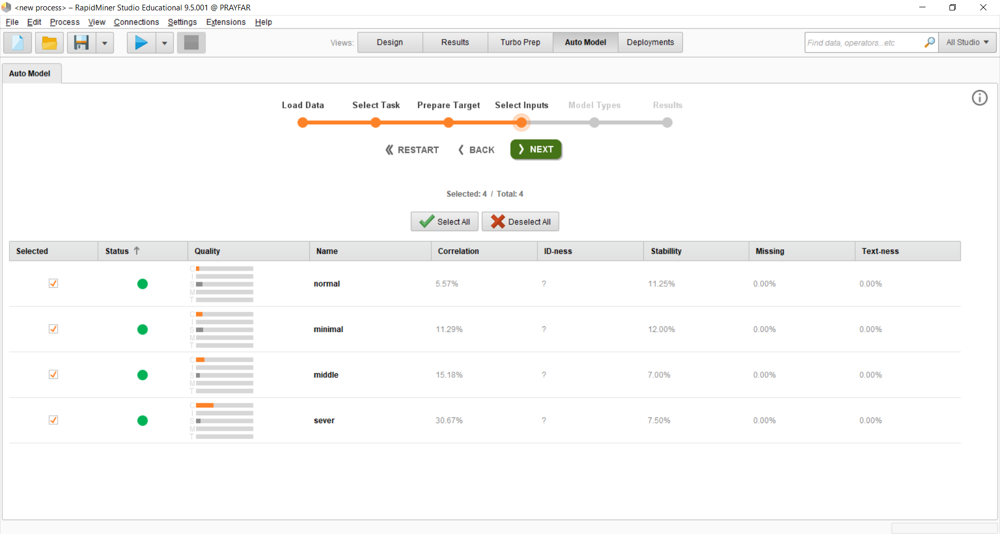 <new process> – RapidMiner Studio Educational 9.5.001 @ PRAYFAR
File Edit Process View Connections Settings Extensions Help
Views: Design Results Turbo Prep Auto Model Deployments Find data, operators...etc All Studio
Auto Model
Load Data Select Task Prepare Target Select Inputs Model Types Results
RESTART BACK NEXT
Selected: 4 / Total: 4
Select All Deselect All
Selected Status Quality Name Correlation ID-ness Stabillity Missing Text-ness
C
I
S normal 5.57% ? 11.25% 0.00% 0.00%
M
T
C
I
S minimal 11.29% ? 12.00% 0.00% 0.00%
M
T
C
I
S middle 15.18% ? 7.00% 0.00% 0.00%
M
T
C
I
S sever 30.67% ? 7.50% 0.00% 0.00%
M
T